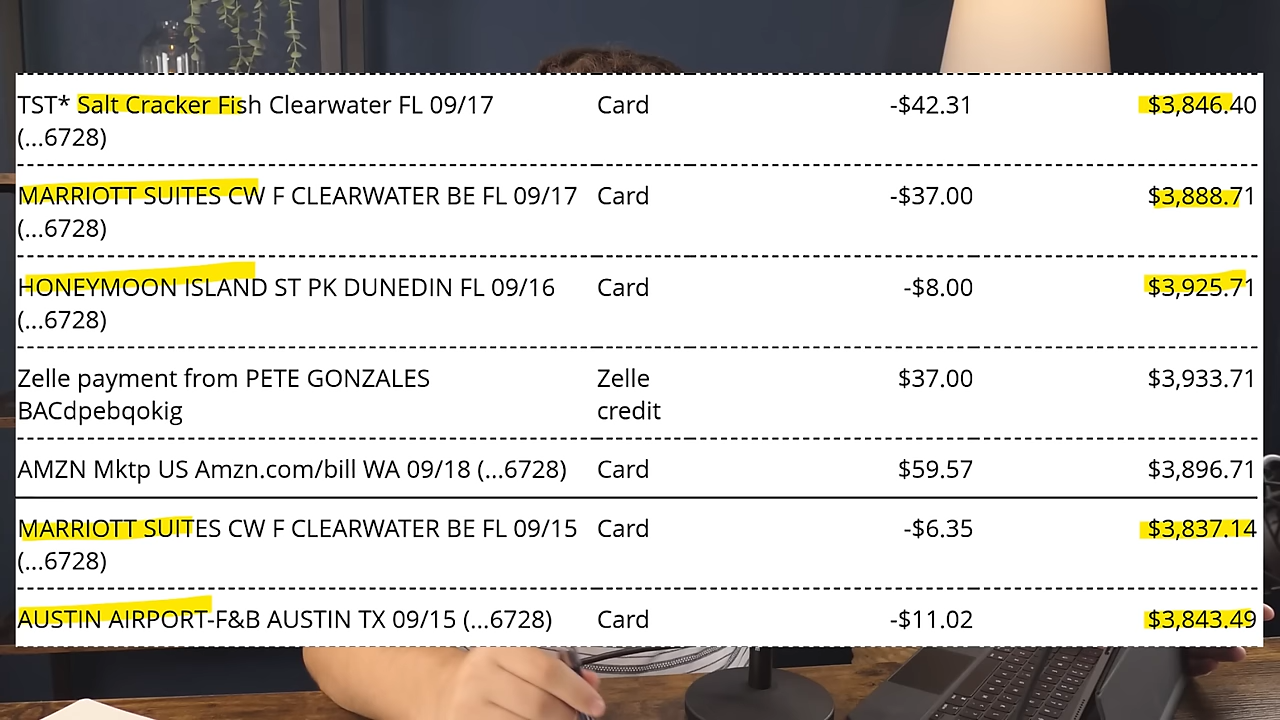 TST* Salt Cracker Fish Clearwater FL 09/17 Card -$42.31 $3,846.40
(...6728)
MARRIOTT SUITES CW F CLEARWATER BE FL 09/17 Card -$37.00 $3,888.71
(...6728)
HONEYMOON ISLAND ST PK DUNEDIN FL 09/16 Card -$8.00 $3,925.71
(...6728)
Zelle payment from PETE GONZALES Zelle $37.00 $3,933.71
BACdpebqokig credit
AMZN Mktp US Amzn.com/bill WA 09/18 (...6728) Card $59.57 $3,896.71
MARRIOTT SUITES CW F CLEARWATER BE FL 09/15 Card -$6.35 $3,837.14
(...6728)
AUSTIN AIRPORT-F&B AUSTIN TX 09/15 (...6728) Card -$11.02 $3,843.49